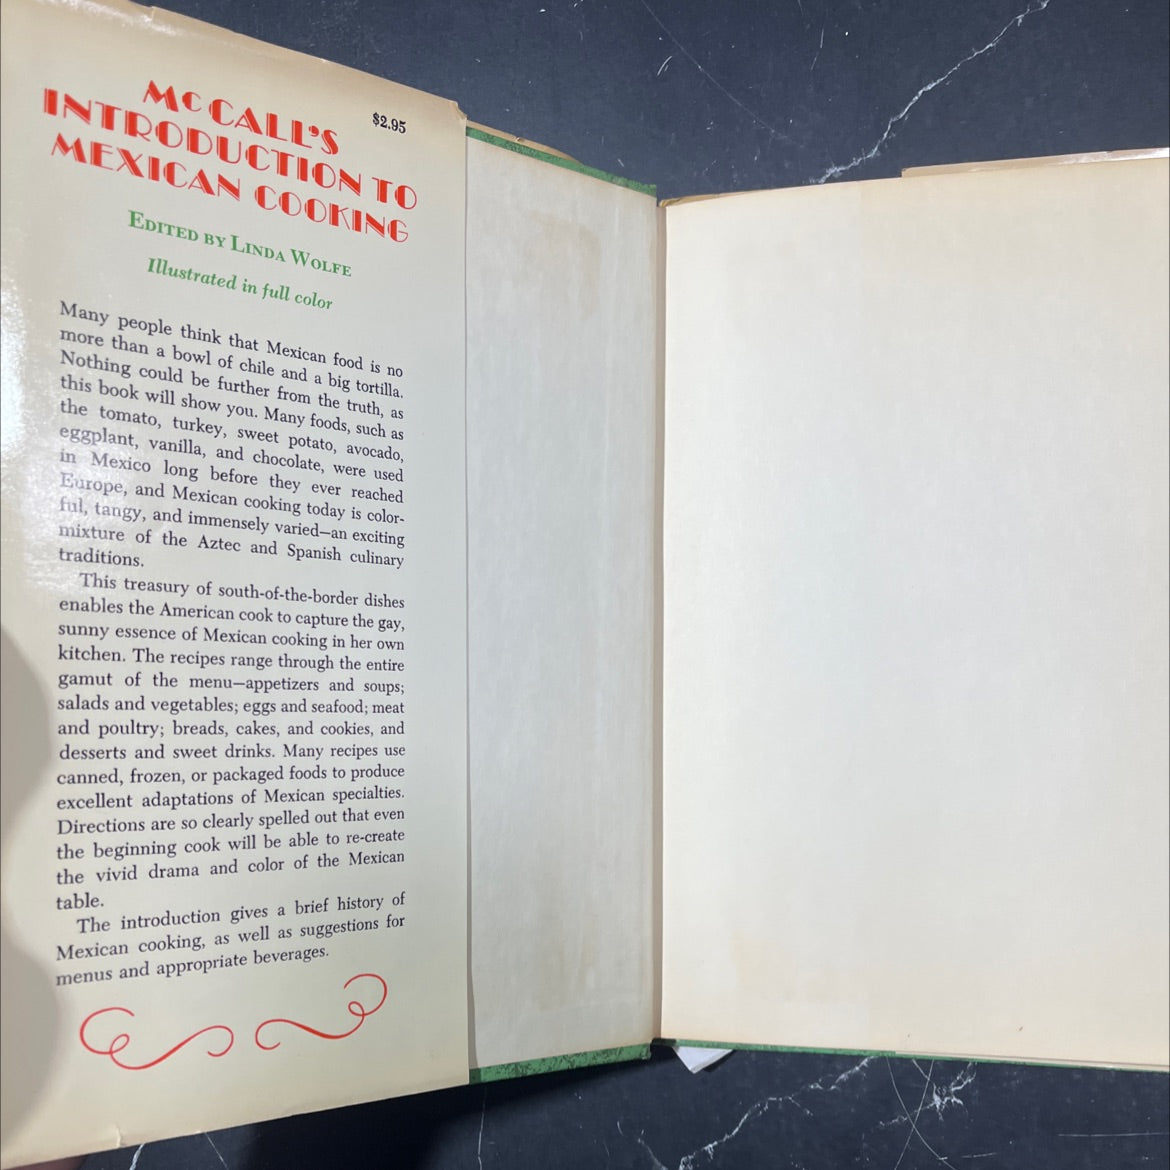 McCALL'S
$2.95
INTRODUCTION TO
MEXICAN COOKING
EDITED BY LINDA WOLFE
Illustrated in full color
Many people think that Mexican food is no
more than a bowl of chile and a big tortilla.
Nothing could be further from the truth, as
this book will show you. Many foods, such as
the tomato, turkey, sweet potato, avocado,
eggplant, vanilla, and chocolate, were used
in Mexico long before they ever reached
Europe, and Mexican cooking today is color-
ful, tangy, and immensely varied—an exciting
mixture of the Aztec and Spanish culinary
traditions.
This treasury of south-of-the-border dishes
enables the American cook to capture the gay,
sunny essence of Mexican cooking in her own
kitchen. The recipes range through the entire
gamut of the menu—appetizers and soups;
salads and vegetables; eggs and seafood; meat
and poultry; breads, cakes, and cookies, and
desserts and sweet drinks. Many recipes use
canned, frozen, or packaged foods to produce
excellent adaptations of Mexican specialties.
Directions are so clearly spelled out that even
the beginning cook will be able to re-create
the vivid drama and color of the Mexican
table.
The introduction gives a brief history of
Mexican cooking, as well as suggestions for
menus and appropriate beverages.